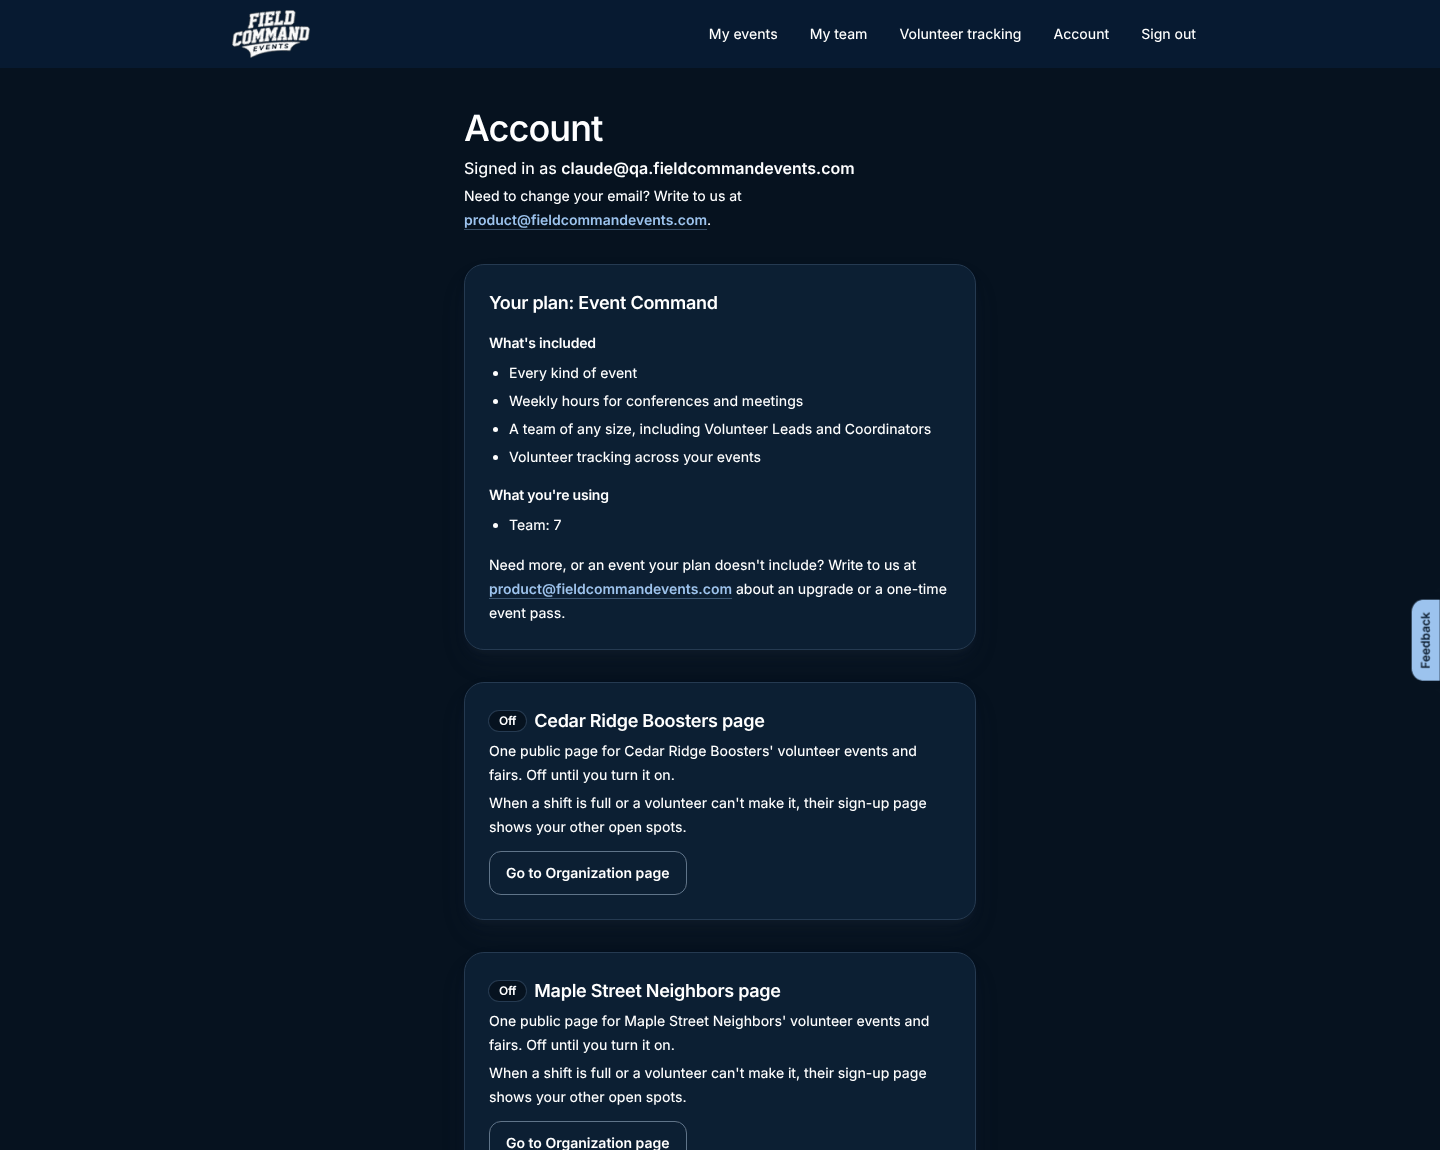 FIELD
COMMAND
EVENTS
My events
My team
Volunteer tracking
Account
Sign out
Account
Signed in as claude@qa.fieldcommandevents.com
Need to change your email? Write to us at
product@fieldcommandevents.com.
Your plan: Event Command
What's included
• Every kind of event
• Weekly hours for conferences and meetings
• A team of any size, including Volunteer Leads and Coordinators
• Volunteer tracking across your events
What you're using
• Team: 7
Need more, or an event your plan doesn't include? Write to us at
product@fieldcommandevents.com about an upgrade or a one-time
event pass.
Feedback
Off Cedar Ridge Boosters page
One public page for Cedar Ridge Boosters' volunteer events and
fairs. Off until you turn it on.
When a shift is full or a volunteer can't make it, their sign-up page
shows your other open spots.
Go to Organization page
Off Maple Street Neighbors page
One public page for Maple Street Neighbors' volunteer events and
fairs. Off until you turn it on.
When a shift is full or a volunteer can't make it, their sign-up page
shows your other open spots.
Go to Organization page